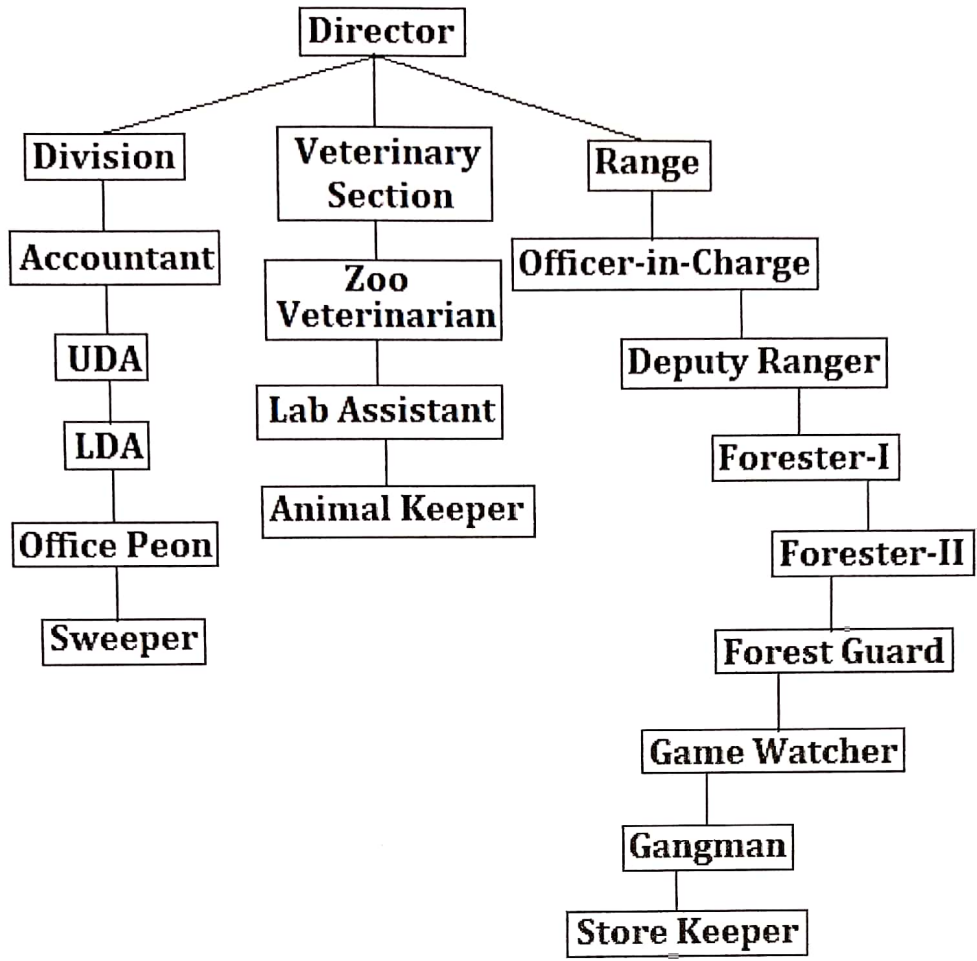 Director
Division
Veterinary
Section
Range
Accountant
Zoo
Veterinarian
Officer-in-Charge
UDA
Lab Assistant
Deputy Ranger
LDA
Animal Keeper
Forester-I
Office Peon
Forester-II
Sweeper
Forest Guard
Game Watcher
Gangman
Store Keeper